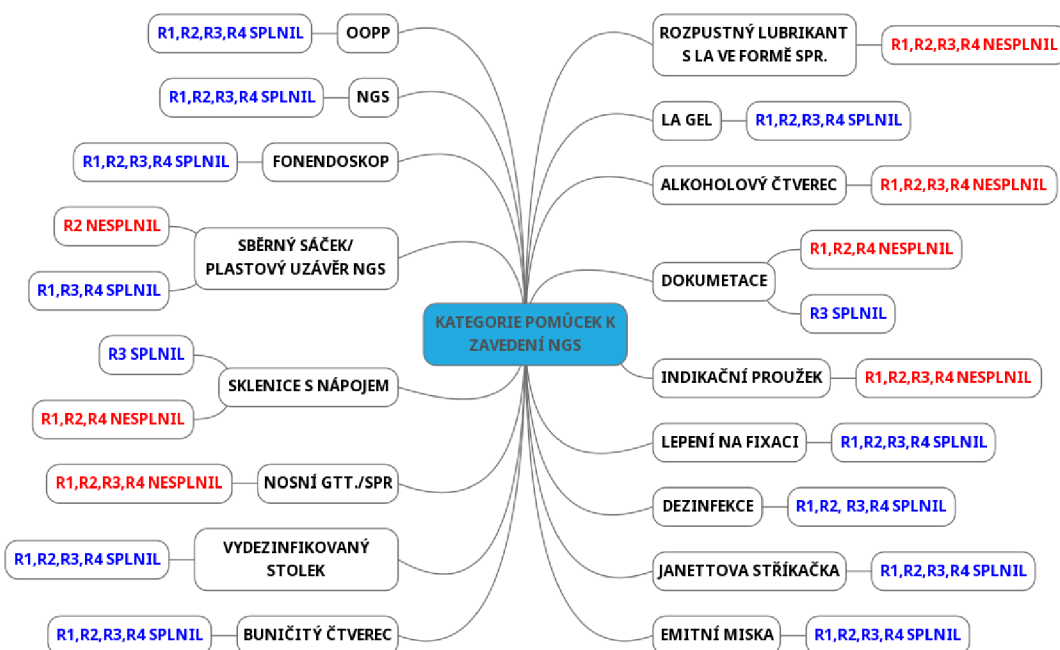 KATEGORIE POMŮCEK K
ZAVEDENÍ NGS
OOPP
R1,R2,R3,R4 SPLNIL
NGS
R1,R2,R3,R4 SPLNIL
FONENDOSKOP
R1,R2,R3,R4 SPLNIL
SBĚRNÝ SÁČEK/
PLASTOVÝ UZÁVĚR NGS
R2 NESPLNIL
R1,R3,R4 SPLNIL
SKLENICE S NÁPOJEM
R3 SPLNIL
R1,R2,R4 NESPLNIL
NOSNÍ GTT./SPR
R1,R2,R3,R4 NESPLNIL
VYDEZINFIKOVANÝ
STOLEK
R1,R2,R3,R4 SPLNIL
BUNIČITÝ ČTVEREC
R1,R2,R3,R4 SPLNIL
ROZPUSTNÝ LUBRIKANT
S LA VE FORMĚ SPR.
R1,R2,R3,R4 NESPLNIL
LA GEL
R1,R2,R3,R4 SPLNIL
ALKOHOLOVÝ ČTVEREC
R1,R2,R3,R4 NESPLNIL
DOKUMETACE
R1,R2,R4 NESPLNIL
R3 SPLNIL
INDIKAČNÍ PROUŽEK
R1,R2,R3,R4 NESPLNIL
LEPENÍ NA FIXACI
R1,R2,R3,R4 SPLNIL
DEZINFEKCE
R1,R2, R3,R4 SPLNIL
JANETTOVA STŘÍKAČKA
R1,R2,R3,R4 SPLNIL
EMITNÍ MISKA
R1,R2,R3,R4 SPLNIL